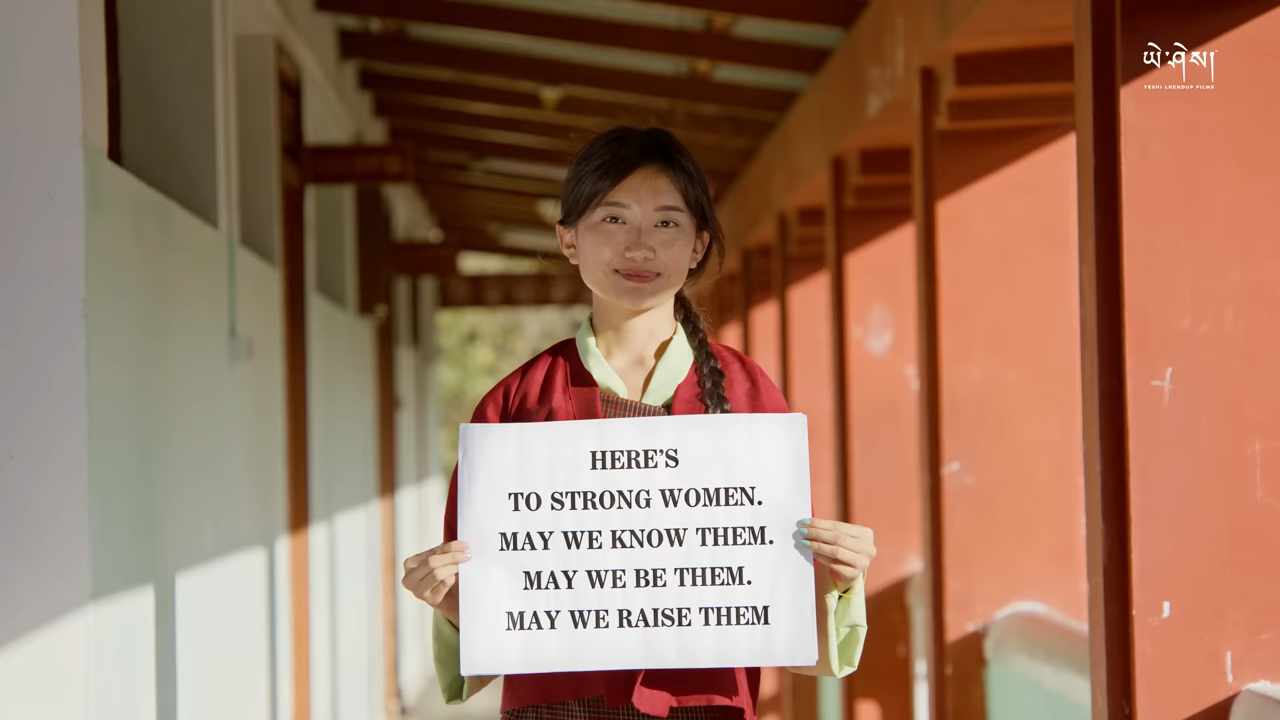 ཡེ་ཤེས།
YESHI LHENDUP FILMS
HERE'S
TO STRONG WOMEN.
MAY WE KNOW THEM.
MAY WE BE THEM.
MAY WE RAISE THEM